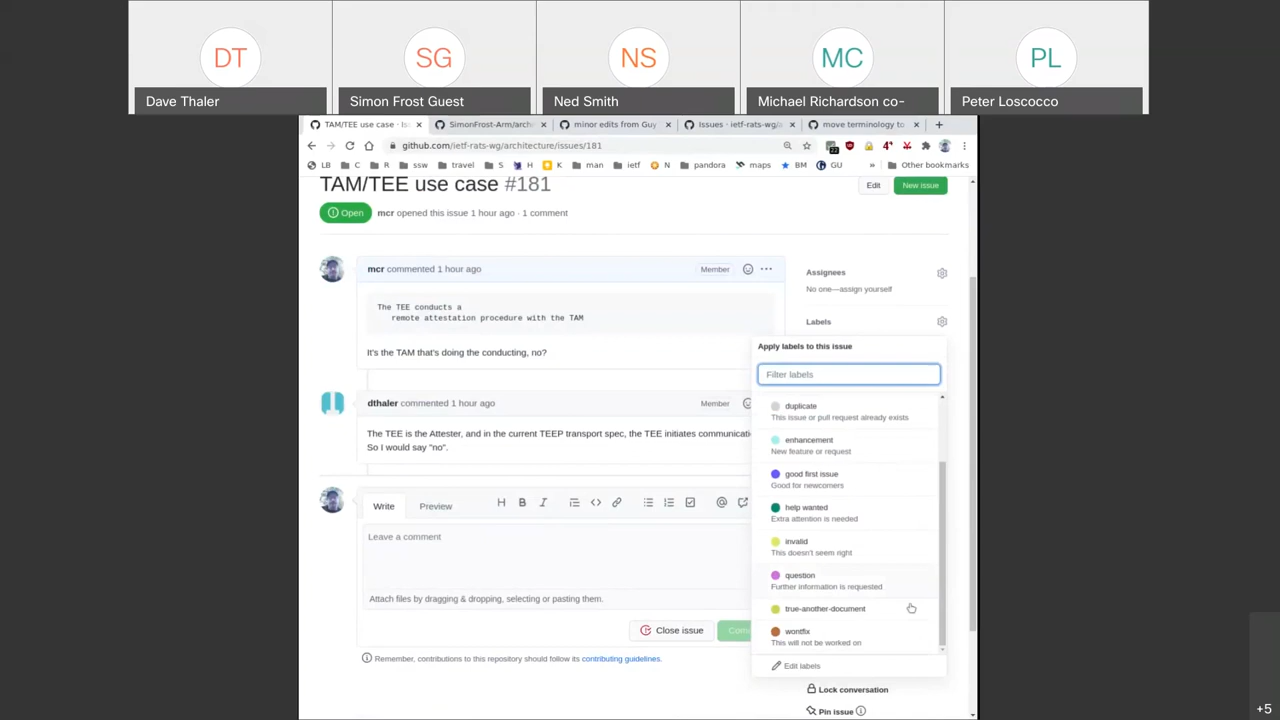 DT
SG
NS
MC
PL
Dave Thaler
Simon Frost Guest
Ned Smith
Michael Richardson co-
Peter Loscocco
TAM/TEE use case · Iss
SimonFrost-Arm/arch
minor edits from Guy
Issues · ietf-rats-wg/a
move terminology to
github.com/ietf-rats-wg/architecture/issues/181
LB
C
R
ssw
travel
S
H
K
man
ietf
N
pandora
maps
BM
GU
»
Other bookmarks
TAM/TEE use case #181
Edit
New issue
Open
mcr opened this issue 1 hour ago · 1 comment
mcr commented 1 hour ago
Member
The TEE conducts a
remote attestation procedure with the TAM
It's the TAM that's doing the conducting, no?
dthaler commented 1 hour ago
Member
The TEE is the Attester, and in the current TEEP transport spec, the TEE initiates communicati
So I would say "no".
Write
Preview
Leave a comment
Attach files by dragging & dropping, selecting or pasting them.
Close issue
Com
Remember, contributions to this repository should follow its contributing guidelines.
Assignees
No one—assign yourself
Labels
Apply labels to this issue
Filter labels
duplicate
This issue or pull request already exists
enhancement
New feature or request
good first issue
Good for newcomers
help wanted
Extra attention is needed
invalid
This doesn't seem right
question
Further information is requested
true-another-document
wontfix
This will not be worked on
Edit labels
Lock conversation
Pin issue
+5